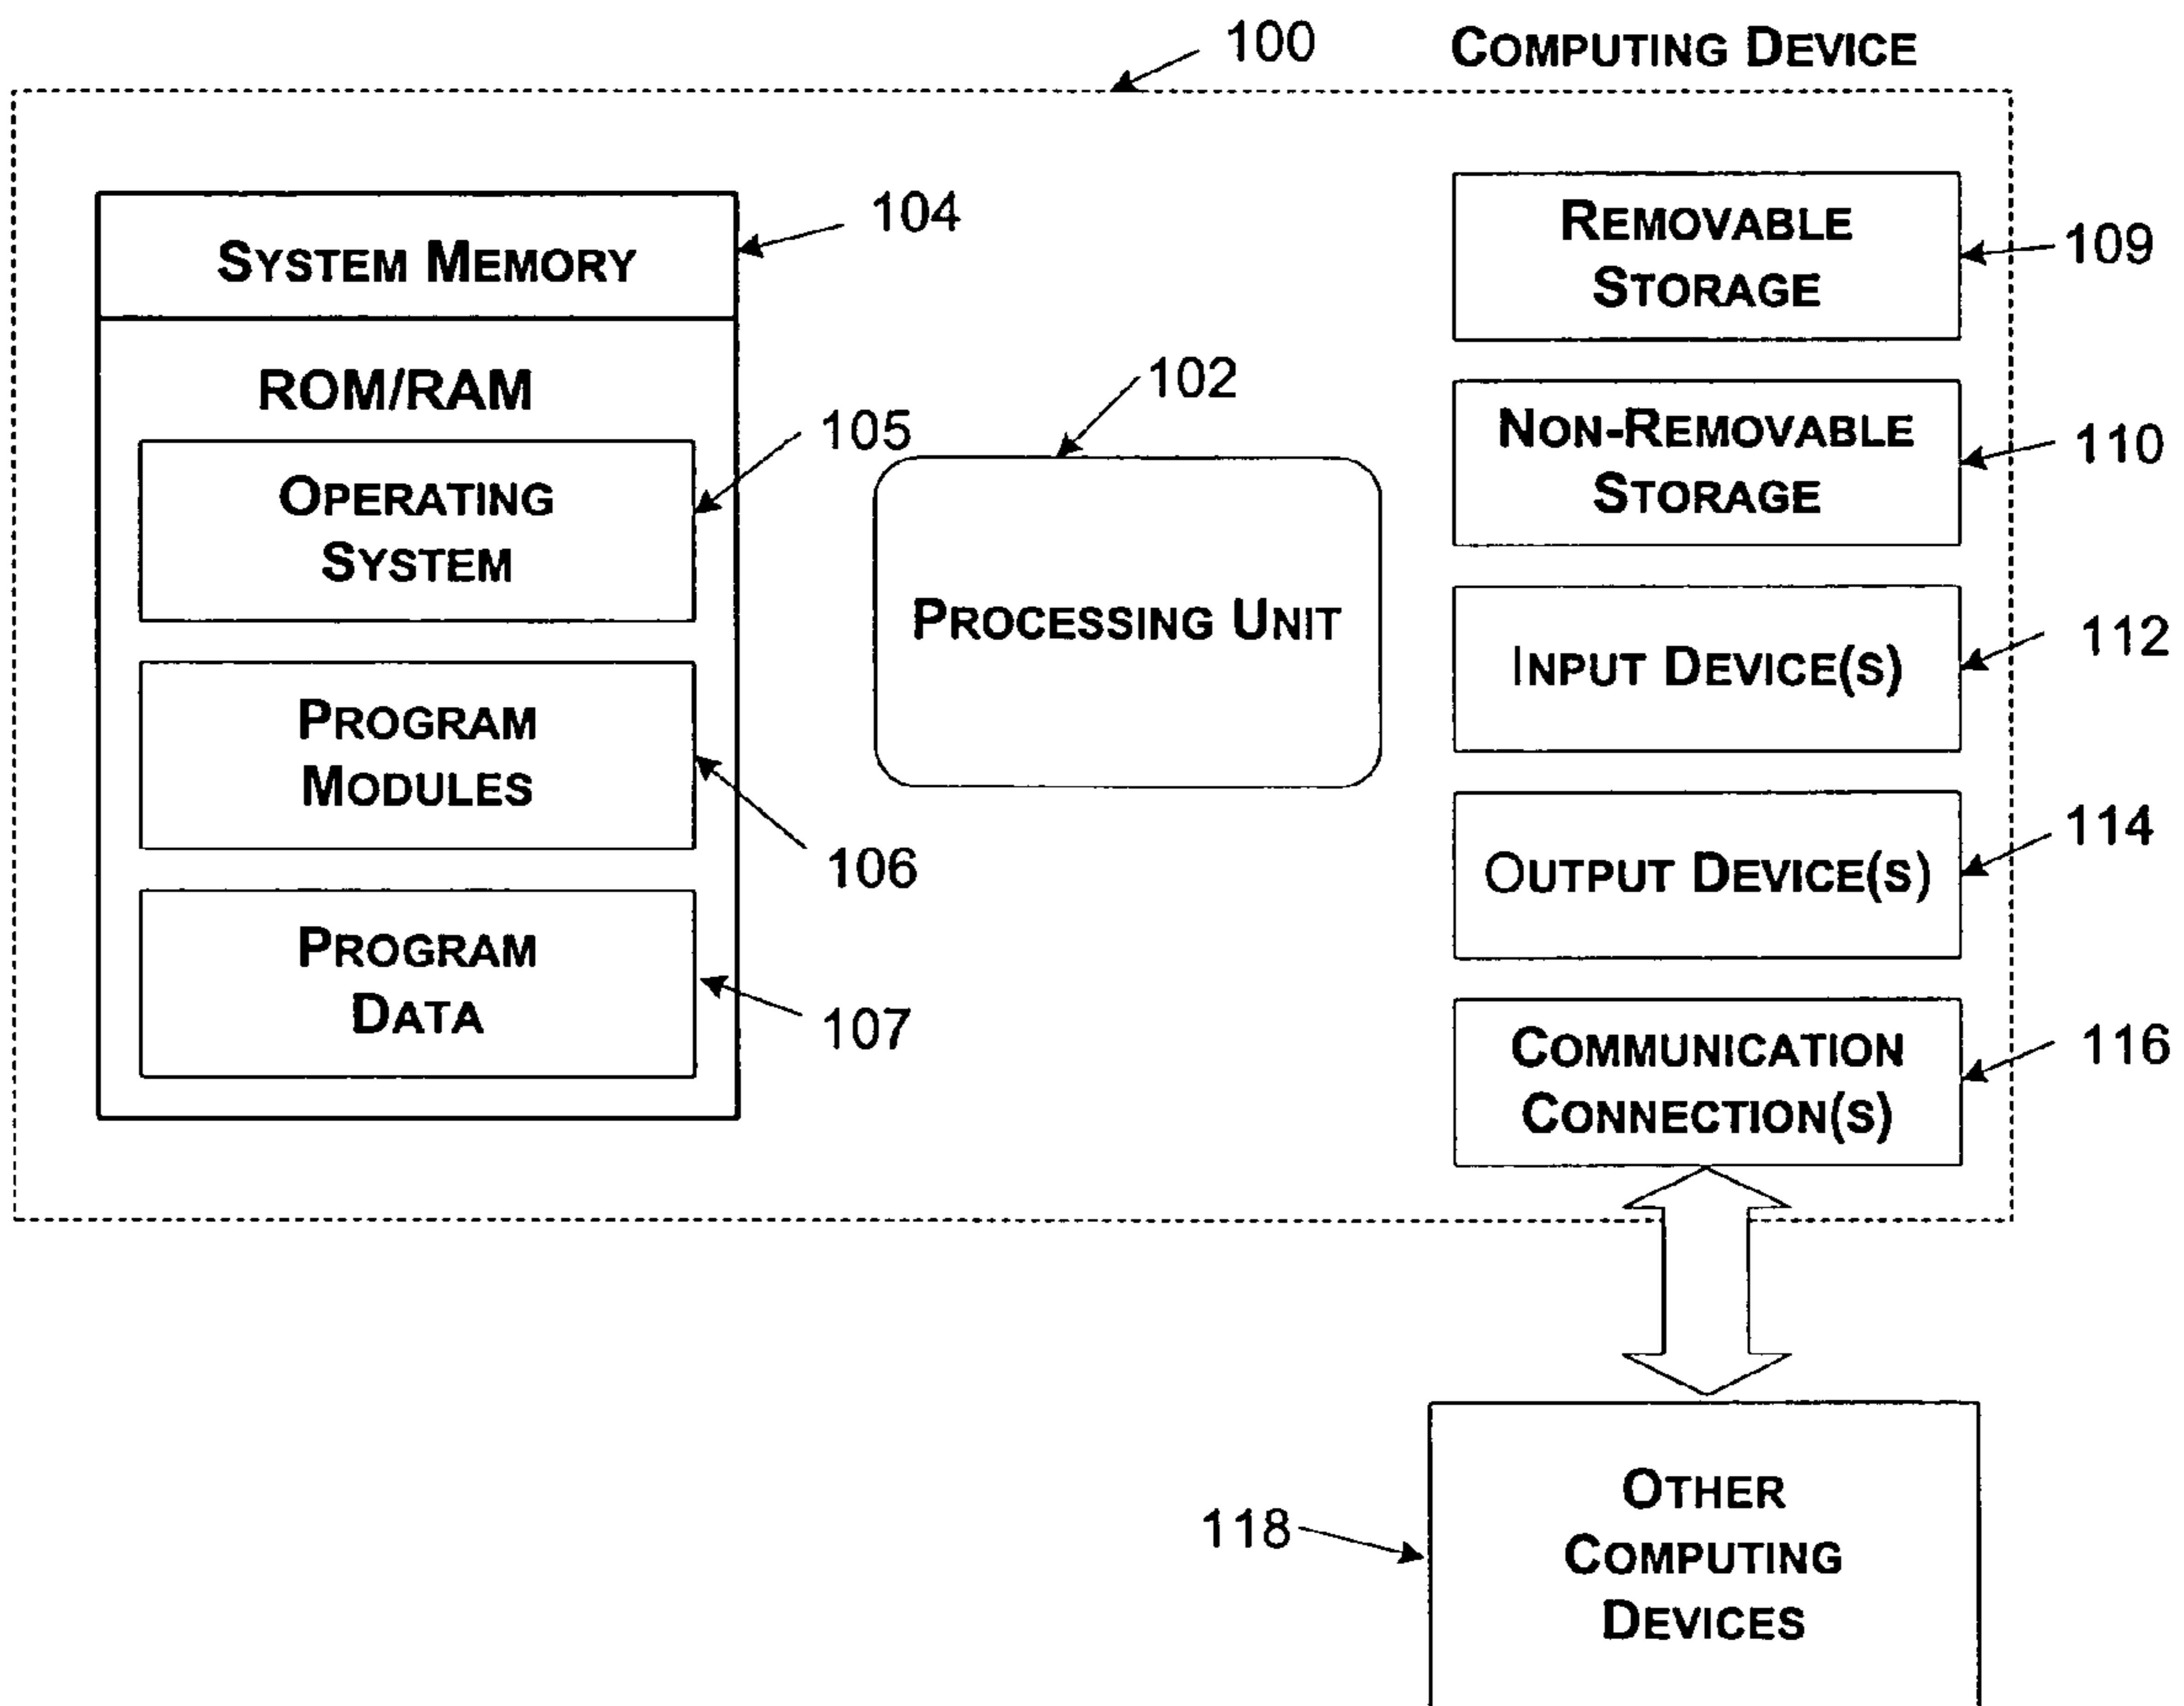 100
COMPUTING DEVICE
SYSTEM MEMORY
104
ROM/RAM
105
OPERATING
SYSTEM
PROGRAM
MODULES
106
PROGRAM
DATA
107
102
PROCESSING UNIT
REMOVABLE
STORAGE
109
NON-REMOVABLE
STORAGE
110
INPUT DEVICE(S)
112
OUTPUT DEVICE(S)
114
COMMUNICATION
CONNECTION(S)
116
118
OTHER
COMPUTING
DEVICES